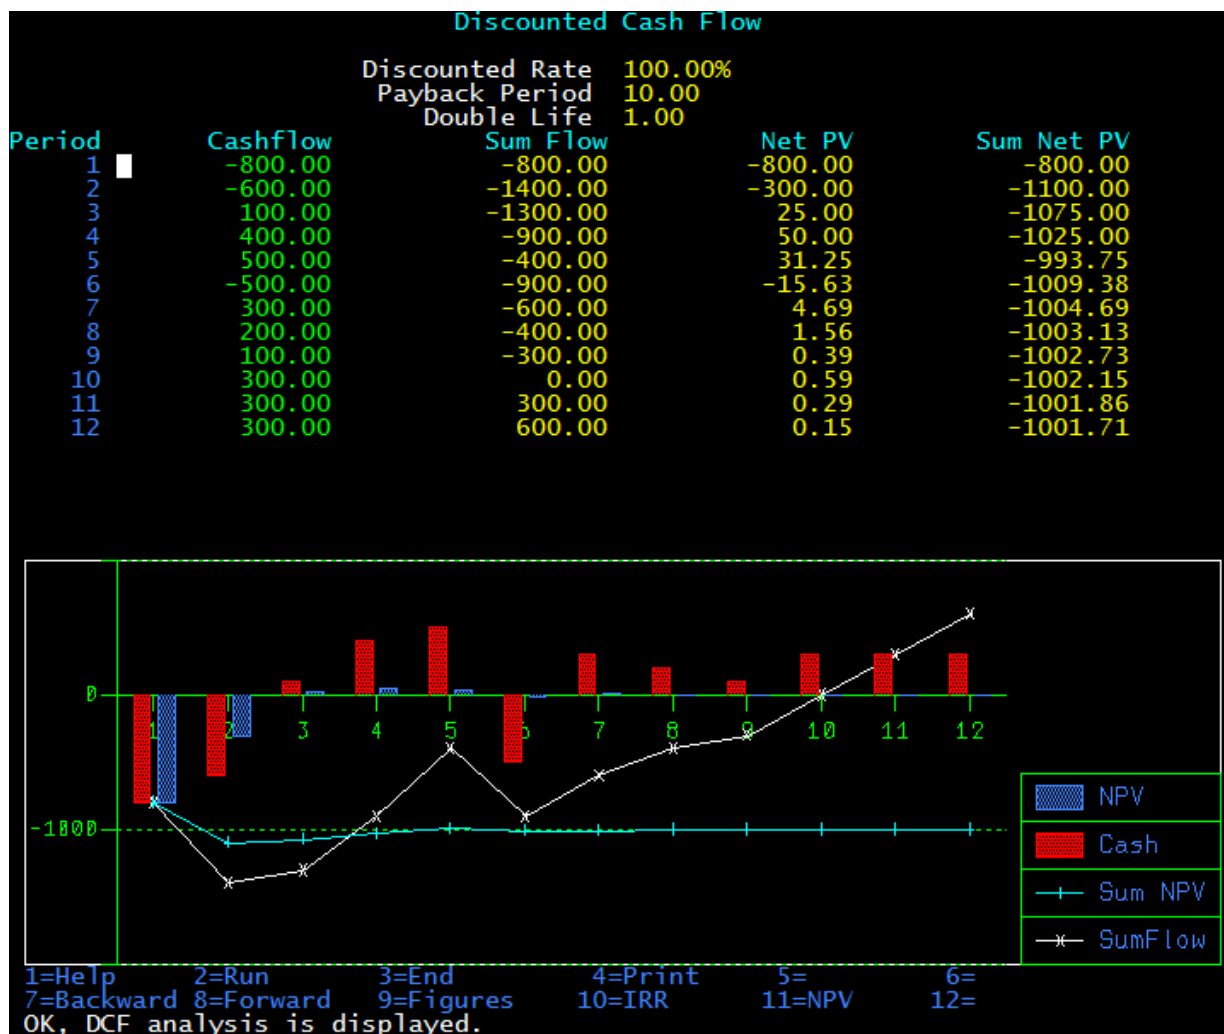 Discounted Cash Flow
Discounted Rate 100.00%
Payback Period 10.00
Double Life 1.00
Period Cashflow Sum Flow Net PV Sum Net PV
1 -800.00 -800.00 -800.00 -800.00
2 -600.00 -1400.00 -300.00 -1100.00
3 100.00 -1300.00 25.00 -1075.00
4 400.00 -900.00 50.00 -1025.00
5 500.00 -400.00 31.25 -993.75
6 -500.00 -900.00 -15.63 -1009.38
7 300.00 -600.00 4.69 -1004.69
8 200.00 -400.00 1.56 -1003.13
9 100.00 -300.00 0.39 -1002.73
10 300.00 0.00 0.59 -1002.15
11 300.00 300.00 0.29 -1001.86
12 300.00 600.00 0.15 -1001.71
0
1 2 3 4 5 6 7 8 9 10 11 12
-1000
NPV
Cash
Sum NPV
SumFlow
1=Help 2=Run 3=End 4=Print 5= 6=
7=Backward 8=Forward 9=Figures 10=IRR 11=NPV 12=
OK, DCF analysis is displayed.